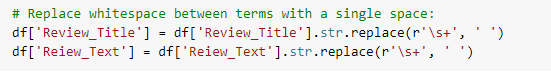 # Replace whitespace between terms with a single space:
df['Review_Title'] = df['Review_Title'].str.replace(r'\s+', ' ')
df['Reiew_Text'] = df['Reiew_Text'].str.replace(r'\s+', ' ')